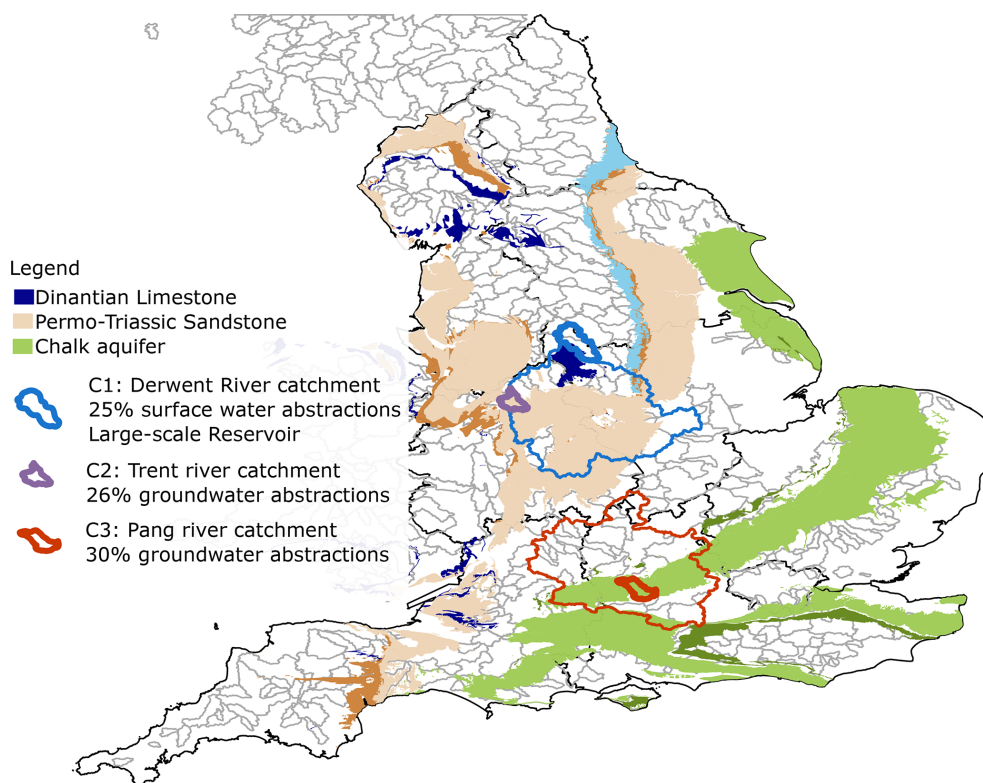 Legend
Dinantian Limestone
Permo-Triassic Sandstone
Chalk aquifer
C1: Derwent River catchment
25% surface water abstractions
Large-scale Reservoir
C2: Trent river catchment
26% groundwater abstractions
C3: Pang river catchment
30% groundwater abstractions